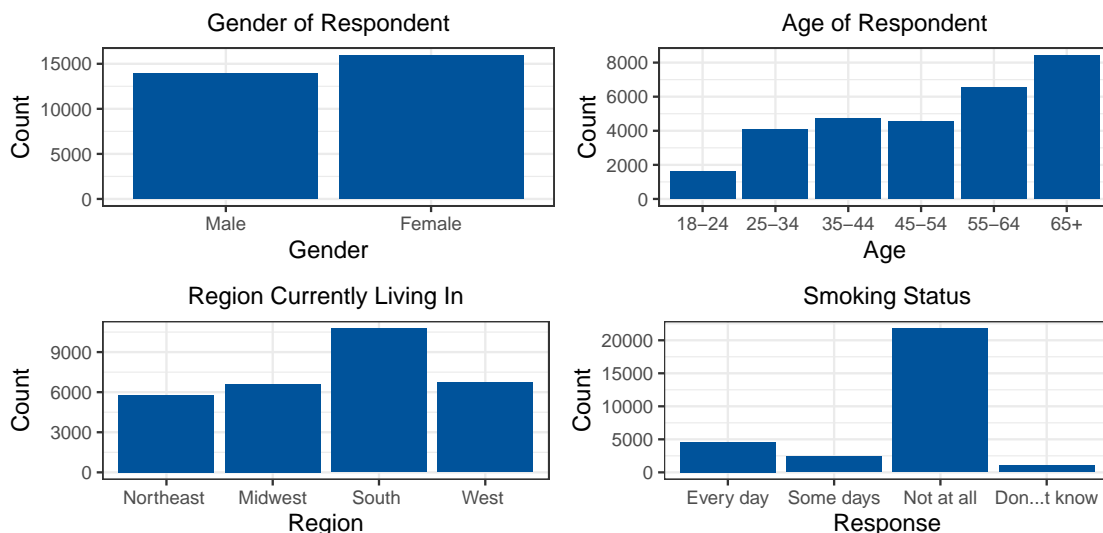 Gender of Respondent
Count
15000
10000
5000
0
Male Female
Gender
Age of Respondent
Count
8000
6000
4000
2000
0
18–24 25–34 35–44 45–54 55–64 65+
Age
Region Currently Living In
Count
9000
6000
3000
0
Northeast Midwest South West
Region
Smoking Status
Count
20000
15000
10000
5000
0
Every day Some days Not at all Don...t know
Response